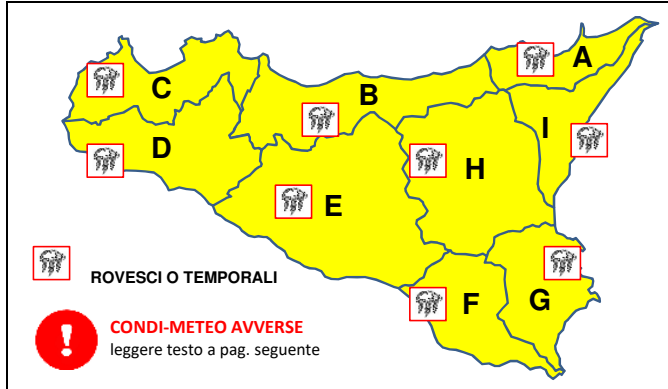 A
C
B
I
D
H
E
ROVESCI O TEMPORALI
F
G
CONDI-METEO AVVERSE
leggere testo a pag. seguente